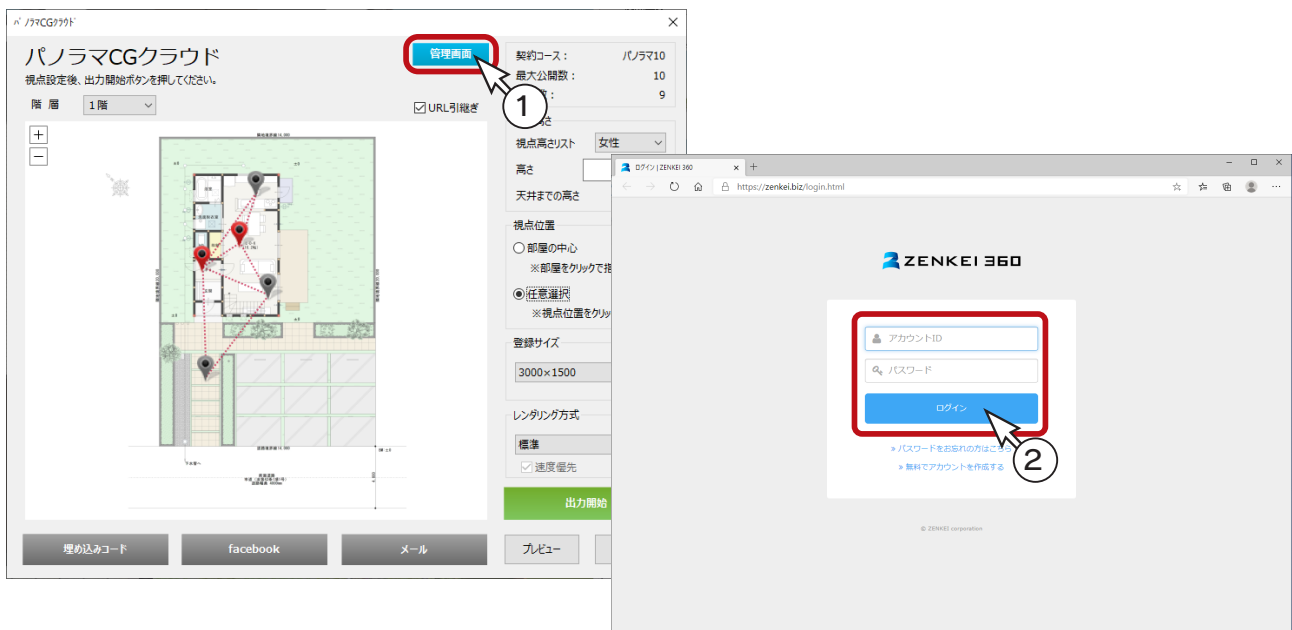 パノラマCGクラウド
パノラマCGクラウド
管理画面
視点設定後、出力開始ボタンを押してください。
階 層
1階
URL引継ぎ
契約コース：
パノラマ10
最大公開数：
10
数：
9
1
さ
視点高さリスト
女性
高さ
天井までの高さ
視点位置
部屋の中心
※部屋をクリックで指
任意選択
※視点位置をクリッ
登録サイズ
3000×1500
レンダリング方式
標準
速度優先
出力開始
埋め込みコード
facebook
メール
プレビュー
ログイン | ZENKEI 360
https://zenkei.biz/login.html
ZENKEI 360
アカウントID
パスワード
ログイン
» パスワードをお忘れの方はこちら
» 無料でアカウントを作成する
2
© ZENKEI corporation